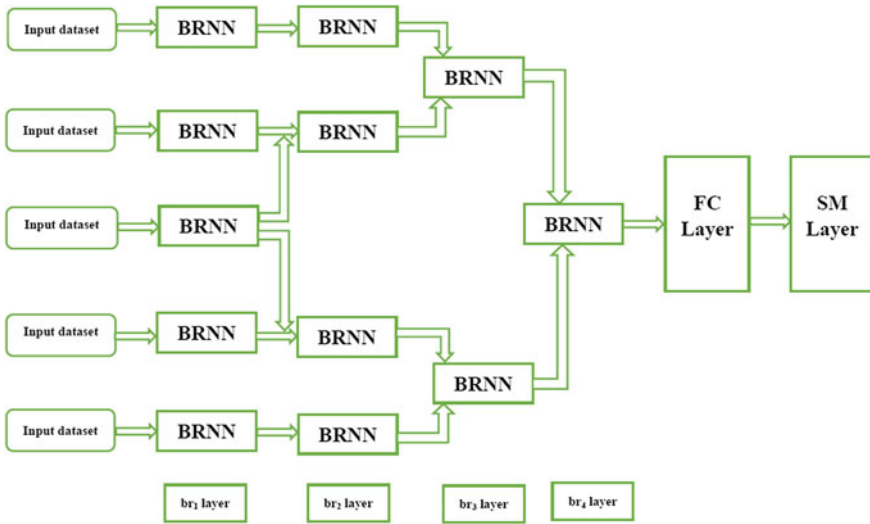 Input dataset
BRNN
BRNN
BRNN
Input dataset
BRNN
BRNN
Input dataset
BRNN
BRNN
FC
Layer
SM
Layer
Input dataset
BRNN
BRNN
BRNN
Input dataset
BRNN
BRNN
br₁ layer
br₂ layer
br₃ layer
br₄ layer